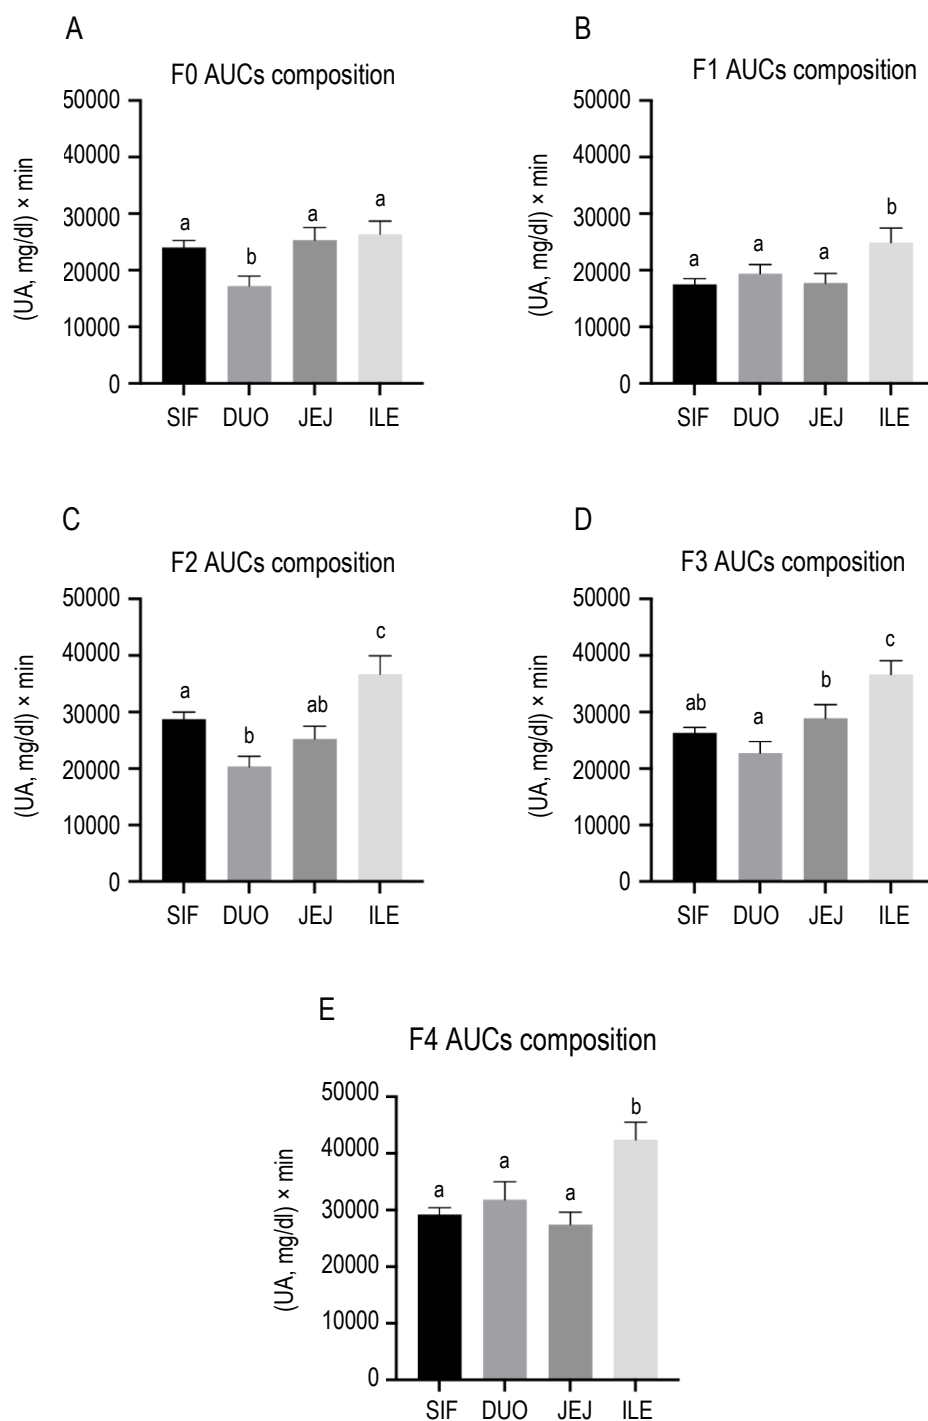 A
F0 AUCs composition
(UA, mg/dl) × min
50000
40000
30000
20000
10000
0
a
b
a
a
SIF DUO JEJ ILE
B
F1 AUCs composition
(UA, mg/dl) × min
50000
40000
30000
20000
10000
0
a
a
a
b
SIF DUO JEJ ILE
C
F2 AUCs composition
(UA, mg/dl) × min
50000
40000
30000
20000
10000
0
a
b
ab
c
SIF DUO JEJ ILE
D
F3 AUCs composition
(UA, mg/dl) × min
50000
40000
30000
20000
10000
0
ab
a
b
c
SIF DUO JEJ ILE
E
F4 AUCs composition
(UA, mg/dl) × min
50000
40000
30000
20000
10000
0
a
a
a
b
SIF DUO JEJ ILE